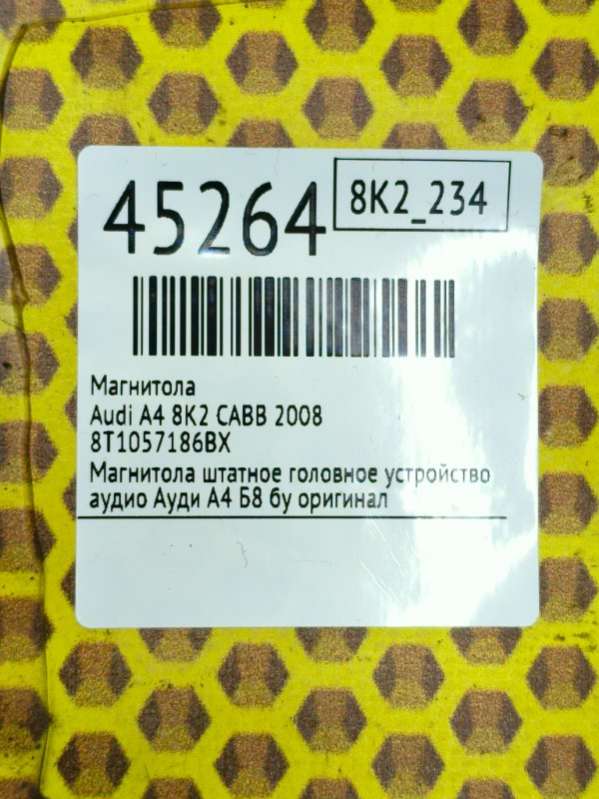 45264
8K2_234
Магнитола
Audi A4 8K2 CABB 2008
8T1057186BX
Магнитола штатное головное устройство
аудио Ауди А4 Б8 бу оригинал